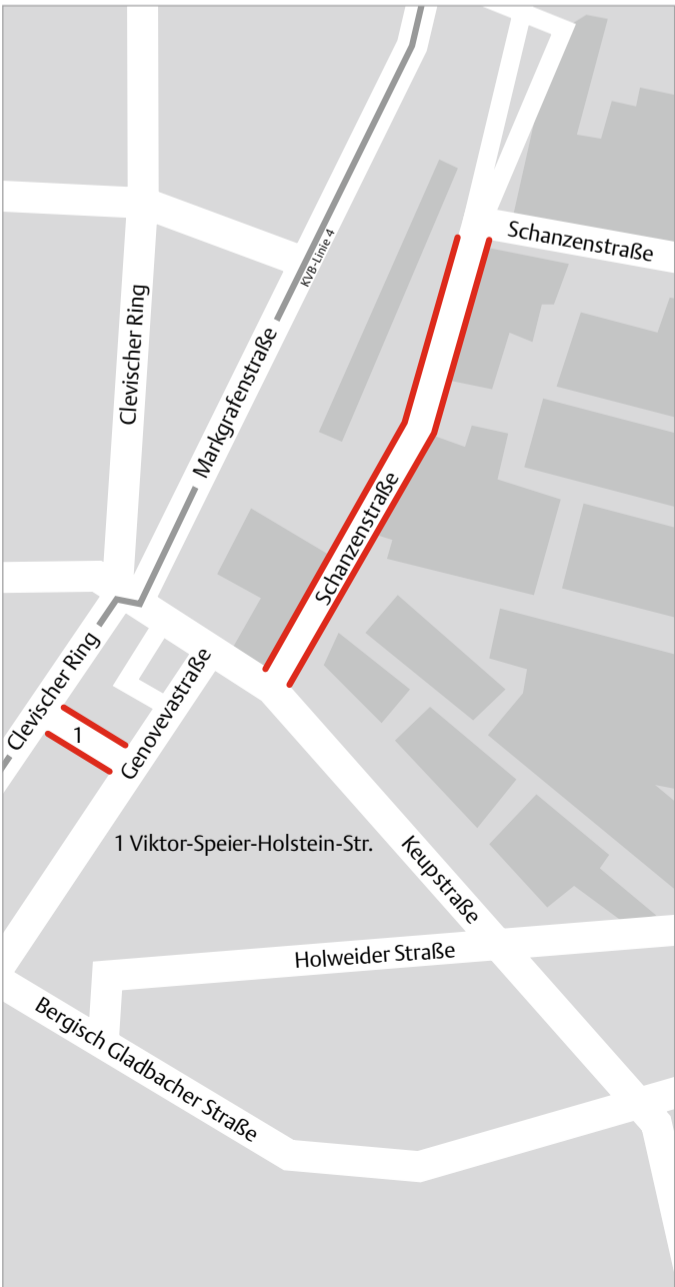 Schanzenstraße
KVB-Linie 4
Clevischer Ring
Markgrafenstraße
Schanzenstraße
Clevischer Ring
1
Genovevastraße
1 Viktor-Speier-Holstein-Str.
Keupstraße
Holweider Straße
Bergisch Gladbacher Straße